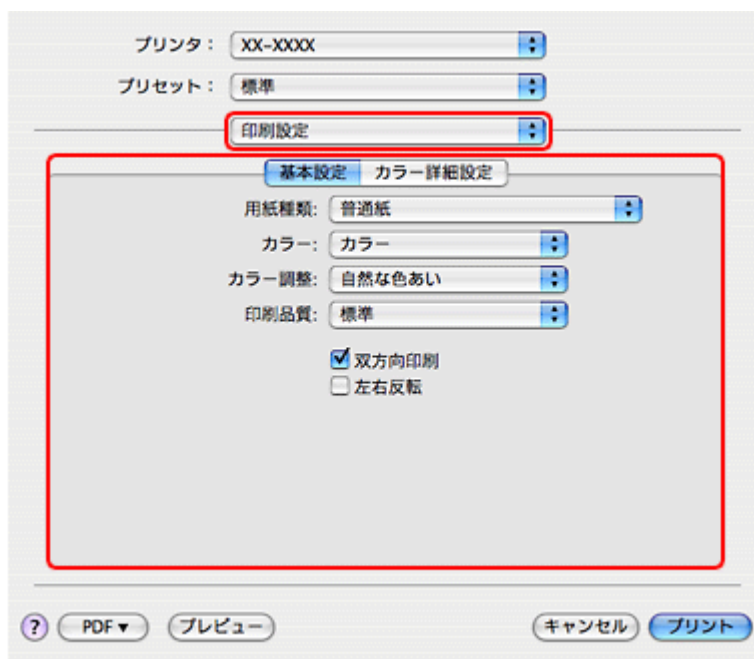 プリンタ： XX-XXXX
プリセット： 標準
印刷設定
基本設定 カラー詳細設定
用紙種類: 普通紙
カラー: カラー
カラー調整: 自然な色あい
印刷品質: 標準
双方向印刷
左右反転
? PDF▼ プレビュー キャンセル プリント